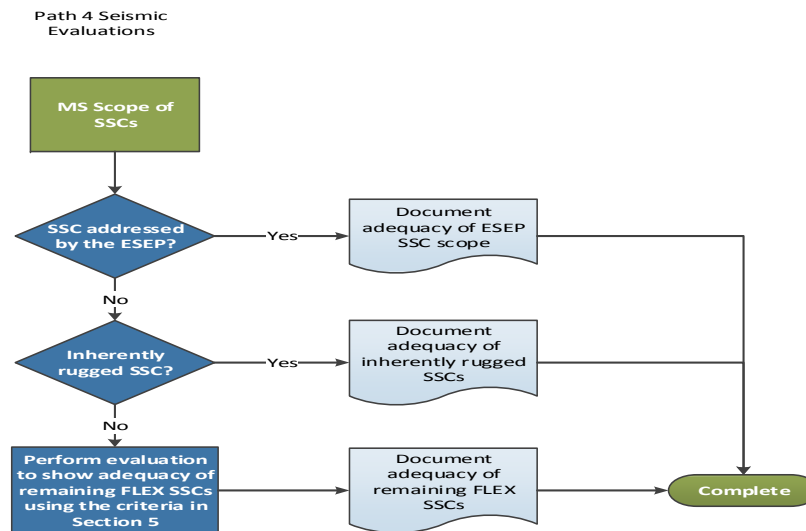 Path 4 Seismic
Evaluations
MS Scope of
SSCs
SSC addressed
by the ESEP?
Yes
Document
adequacy of ESEP
SSC scope
No
Inherently
rugged SSC?
Yes
Document
adequacy of
inherently rugged
SSCs
No
Perform evaluation
to show adequacy of
remaining FLEX SSCs
using the criteria in
Section 5
Document
adequacy of
remaining FLEX
SSCs
Complete